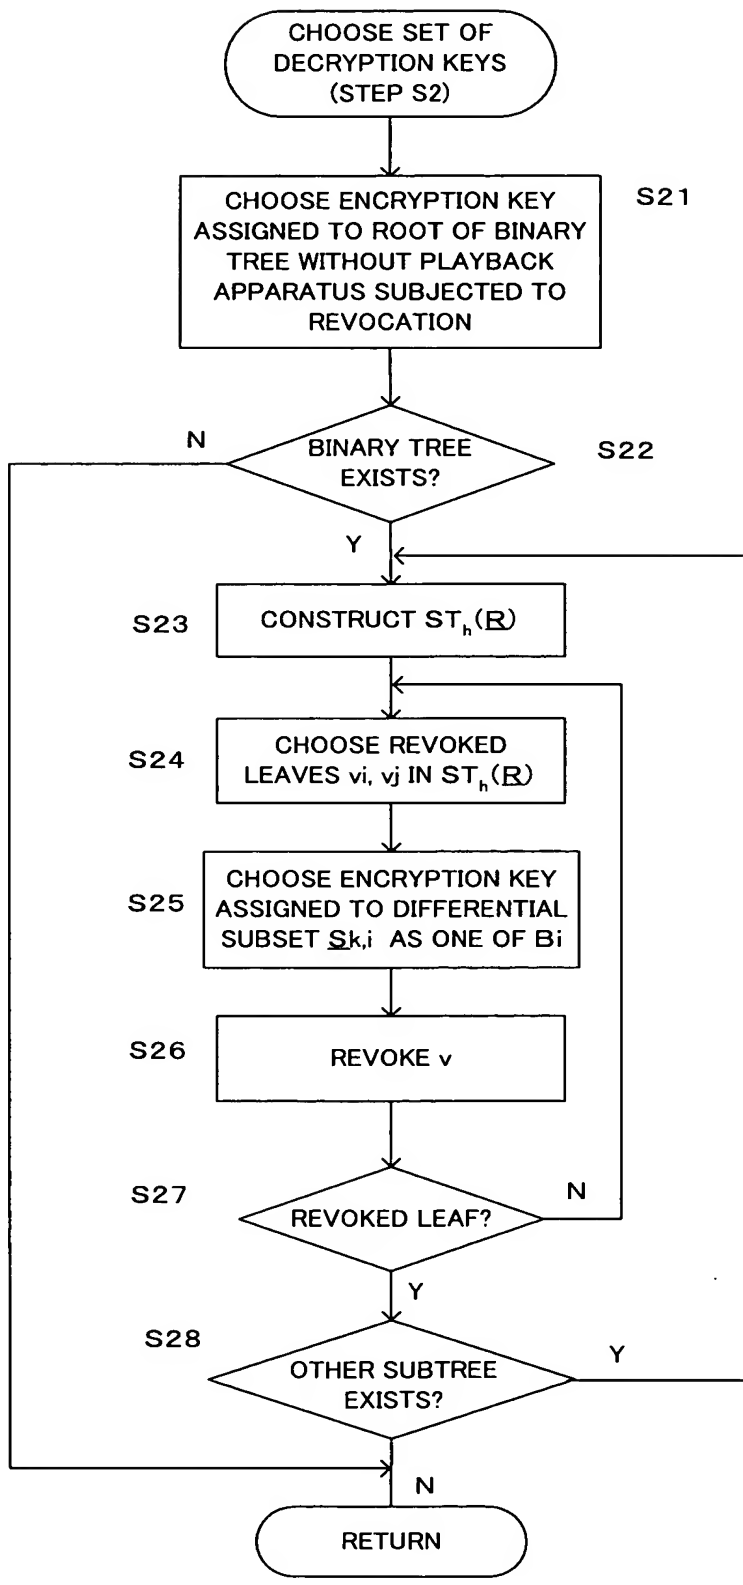 CHOOSE SET OF
DECRYPTION KEYS
(STEP S2)
S21
CHOOSE ENCRYPTION KEY
ASSIGNED TO ROOT OF BINARY
TREE WITHOUT PLAYBACK
APPARATUS SUBJECTED TO
REVOCATION
N
BINARY TREE
EXISTS?
S22
Y
S23
CONSTRUCT STh(R)
S24
CHOOSE REVOKED
LEAVES vi, vj IN STh(R)
S25
CHOOSE ENCRYPTION KEY
ASSIGNED TO DIFFERENTIAL
SUBSET Sk,i AS ONE OF Bi
S26
REVOKE v
S27
REVOKED LEAF?
N
Y
S28
OTHER SUBTREE
EXISTS?
Y
N
RETURN